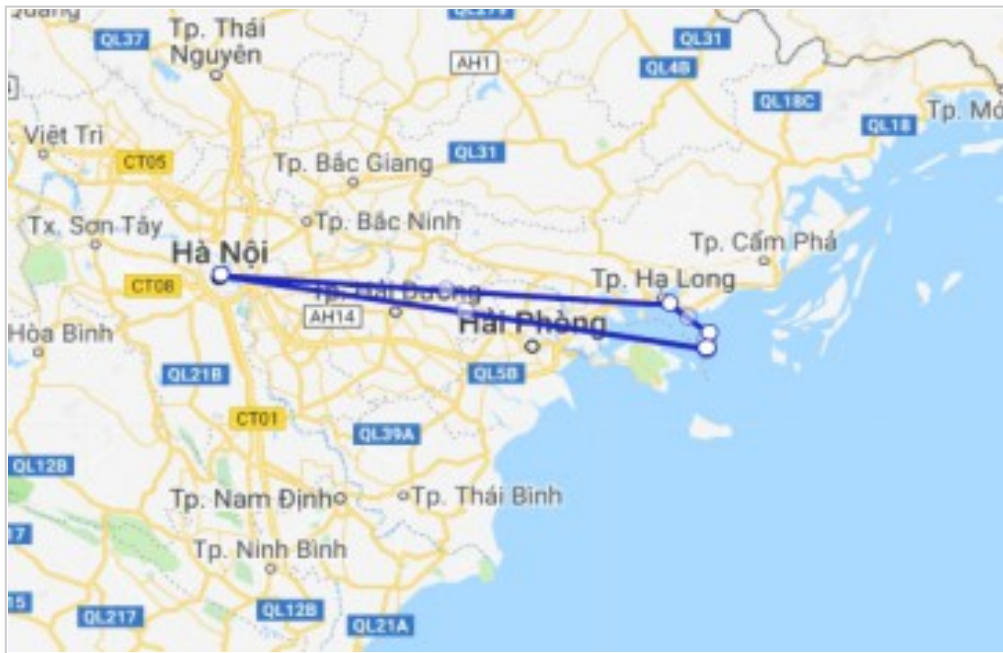 QL37
Tp. Thái
Nguyên
AH1
QL31
QL4B
QL18C
QL18
Việt Trì
CT05
Tp. Bắc Giang
QL31
Tp. Bắc Ninh
Tx. Sơn Tây
Hà Nội
CT08
Tp. Cẩm Phả
Tp. Hạ Long
AH14
Hải Phòng
Hòa Bình
QL21B
QL5B
CT01
QL39A
QL12B
Tp. Nam Định
Tp. Thái Bình
Tp. Ninh Bình
QL12B
QL217
QL21A